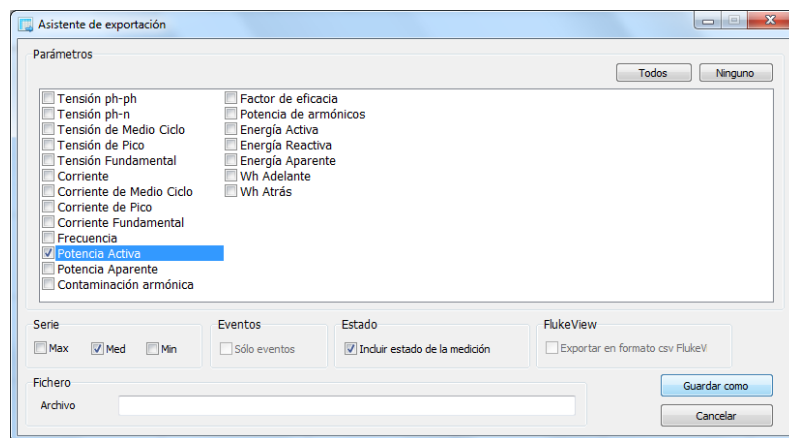 Asistente de exportación
Parámetros
Todos
Ninguno
Tensión ph-ph
Tensión ph-n
Tensión de Medio Ciclo
Tensión de Pico
Tensión Fundamental
Corriente
Corriente de Medio Ciclo
Corriente de Pico
Corriente Fundamental
Frecuencia
Potencia Activa
Potencia Aparente
Contaminación armónica
Factor de eficacia
Potencia de armónicos
Energía Activa
Energía Reactiva
Energía Aparente
Wh Adelante
Wh Atrás
Serie
Max
Med
Min
Eventos
Sólo eventos
Estado
Incluir estado de la medición
FlukeView
Exportar en formato csv FlukeV
Fichero
Archivo
Guardar como
Cancelar